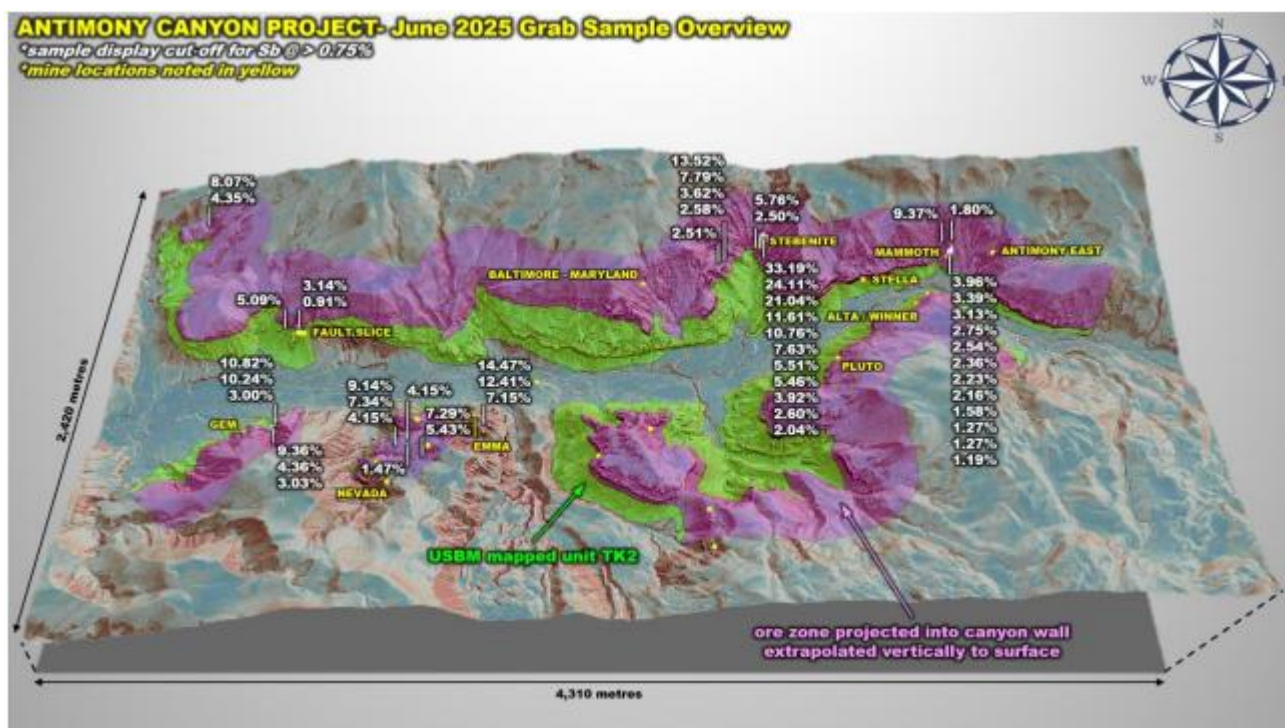 ANTIMONY CANYON PROJECT- June 2025 Grab Sample Overview
*sample display cut-off for Sb @ > 0.75%
*mine locations noted in yellow
N
W
S
8.07%
4.35%
13.52%
7.79%
3.62%
2.58%
2.51%
5.76%
2.50%
STEBENITE
9.37%
1.80%
MAMMOTH
ANTIMONY EAST
BALTIMORE - MARYLAND
STELLA
3.14%
0.91%
5.09%
FAULT SLICE
33.19%
24.11%
21.04%
11.61%
10.76%
7.63%
5.51%
5.46%
3.92%
2.60%
2.04%
ALTA / WINNER
PLUTO
3.96%
3.39%
3.13%
2.75%
2.54%
2.36%
2.23%
2.16%
1.58%
1.27%
1.27%
1.19%
10.82%
10.24%
3.00%
GEM
9.36%
4.36%
3.03%
9.14%
7.34%
4.15%
4.15%
7.29%
5.43%
14.47%
12.41%
7.15%
EMMA
1.47%
NEVADA
USBM mapped unit TK2
ore zone projected into canyon wall
extrapolated vertically to surface
2,420 metres
4,310 metres